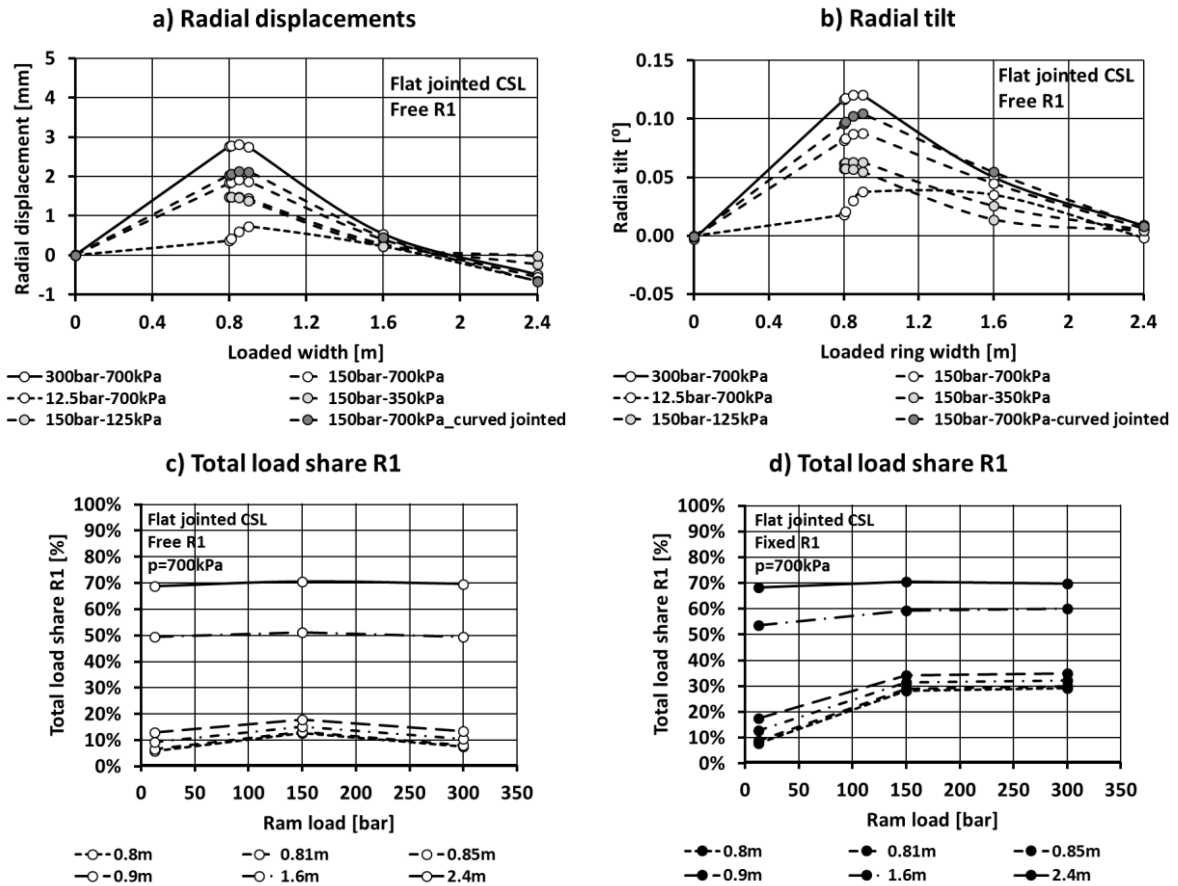 a) Radial displacements
Radial displacement [mm]
5
4
3
2
1
0
-1
Flat jointed CSL
Free R1
0 0.4 0.8 1.2 1.6 2 2.4
Loaded width [m]
300bar-700kPa 150bar-700kPa
12.5bar-700kPa 150bar-350kPa
150bar-125kPa 150bar-700kPa_curved jointed
b) Radial tilt
Radial tilt [º]
0.15
0.10
0.05
0.00
-0.05
Flat jointed CSL
Free R1
0 0.4 0.8 1.2 1.6 2 2.4
Loaded ring width [m]
300bar-700kPa 150bar-700kPa
12.5bar-700kPa 150bar-350kPa
150bar-125kPa 150bar-700kPa-curved jointed
c) Total load share R1
Total load share R1 [%]
100%
90%
80%
70%
60%
50%
40%
30%
20%
10%
0%
Flat jointed CSL
Free R1
p=700kPa
0 50 100 150 200 250 300 350
Ram load [bar]
0.8m 0.81m 0.85m
0.9m 1.6m 2.4m
d) Total load share R1
Total load share R1 [%]
100%
90%
80%
70%
60%
50%
40%
30%
20%
10%
0%
Flat jointed CSL
Fixed R1
p=700kPa
0 50 100 150 200 250 300 350
Ram load [bar]
0.8m 0.81m 0.85m
0.9m 1.6m 2.4m